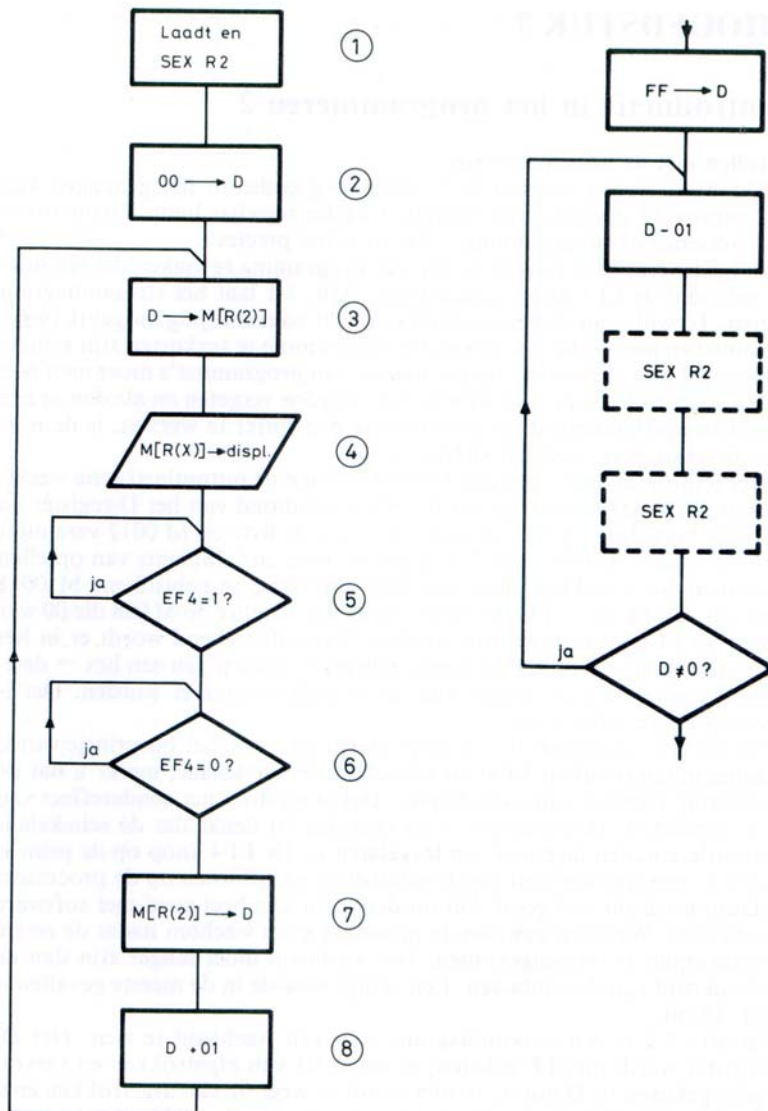 Laadt en
SEX R2
1
00 → D
2
D → M[R(2)]
3
M[R(X)] → displ.
4
ja
EF4=1?
5
ja
EF4=0?
6
M[R(2)] → D
7
D + 01
8
FF → D
D - 01
SEX R2
SEX R2
ja
D ≠ 0?